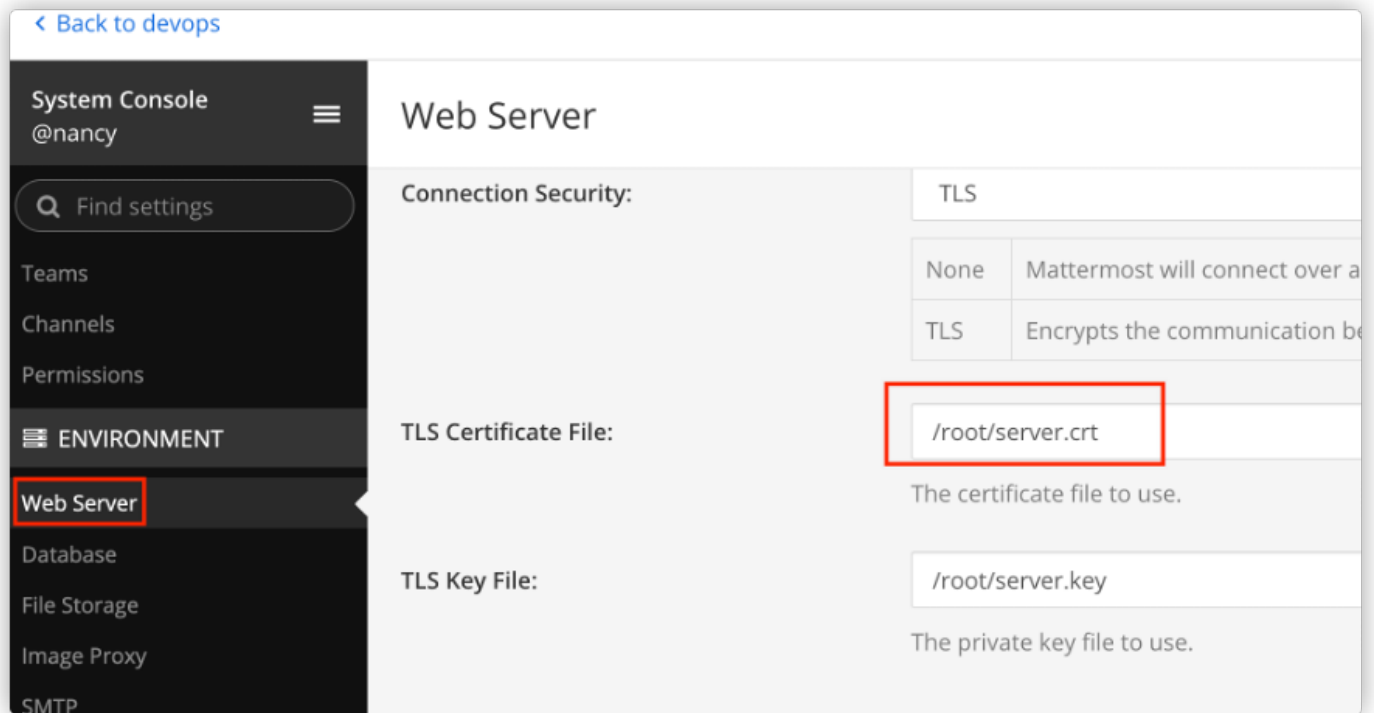 Back to devops
System Console
@nancy
Find settings
Teams
Channels
Permissions
ENVIRONMENT
Web Server
Database
File Storage
Image Proxy
SMTP
Web Server
Connection Security:
TLS
None
Mattermost will connect over a
TLS
Encrypts the communication be
TLS Certificate File:
/root/server.crt
The certificate file to use.
TLS Key File:
/root/server.key
The private key file to use.